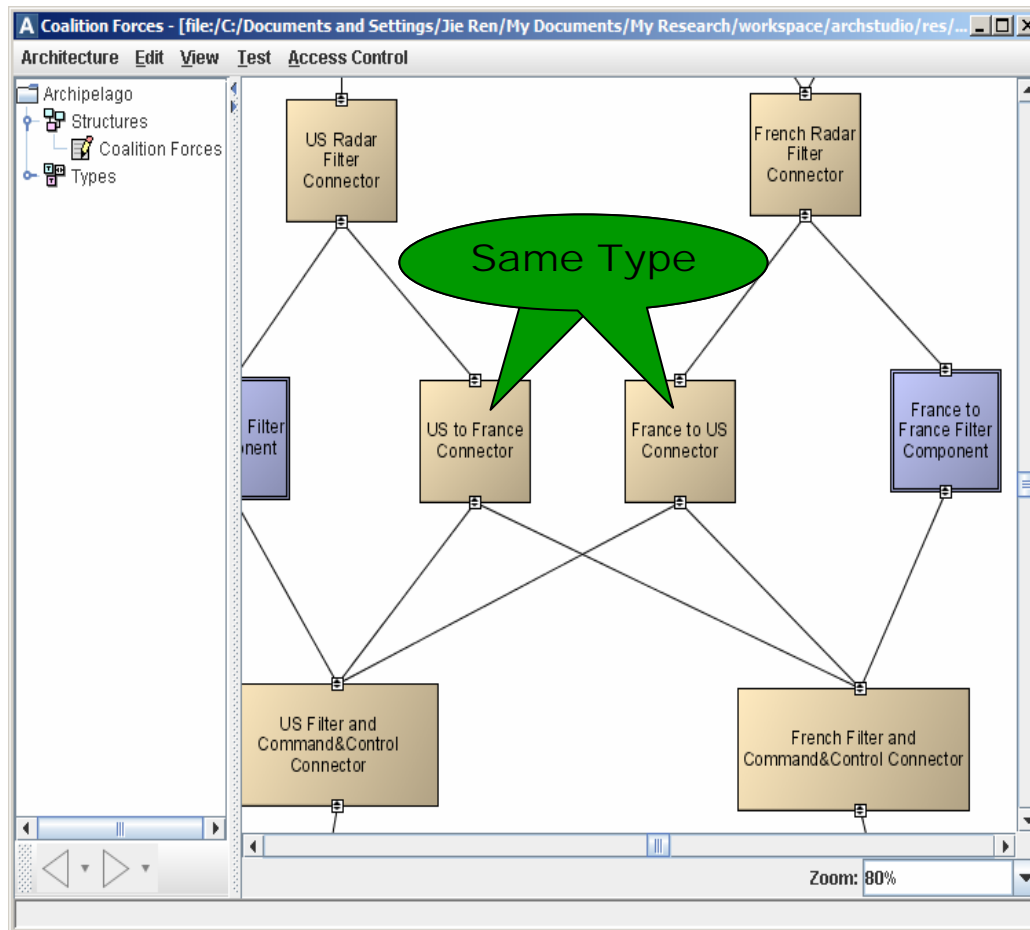 Coalition Forces - [file:/C:/Documents and Settings/Jie Ren/My Documents/My Research/workspace/archstudio/res/...
Architecture Edit View Test Access Control
Archipelago
Structures
Coalition Forces
Types
US Radar
Filter
Connector
French Radar
Filter
Connector
Same Type
Filter
onent
US to France
Connector
France to US
Connector
France to
France Filter
Component
US Filter and
Command&Control
Connector
French Filter and
Command&Control Connector
Zoom: 80%